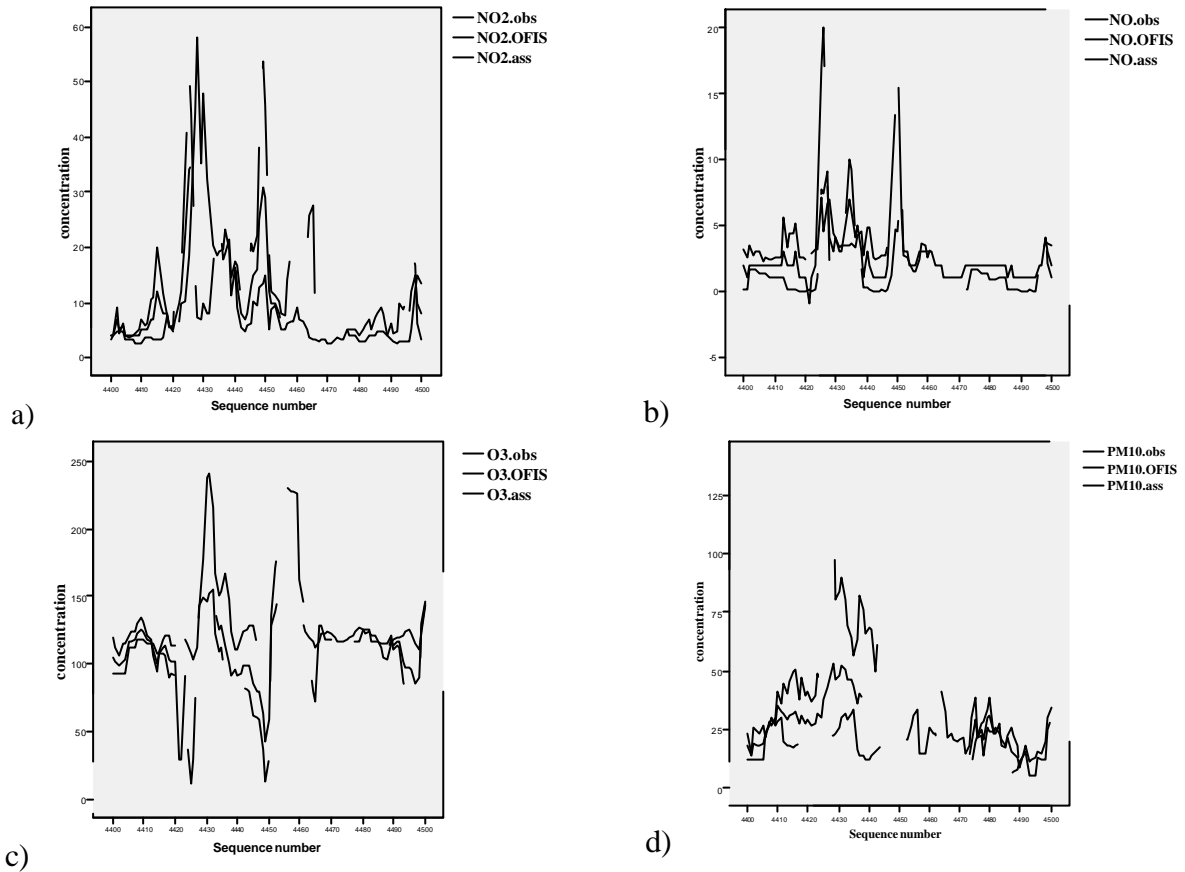 NO2.obs
NO2.OFIS
NO2.ass
60
50
40
30
20
10
0
concentration
4400 4410 4420 4430 4440 4450 4460 4470 4480 4490 4500
Sequence number
a)
NO.obs
NO.OFIS
NO.ass
20
15
10
5
0
-5
concentration
4400 4410 4420 4430 4440 4450 4460 4470 4480 4490 4500
Sequence number
b)
O3.obs
O3.OFIS
O3.ass
250
200
150
100
50
0
concentration
4400 4410 4420 4430 4440 4450 4460 4470 4480 4490 4500
Sequence number
c)
PM10.obs
PM10.OFIS
PM10.ass
125
100
75
50
25
0
concentration
4400 4410 4420 4430 4440 4450 4460 4470 4480 4490 4500
Sequence number
d)